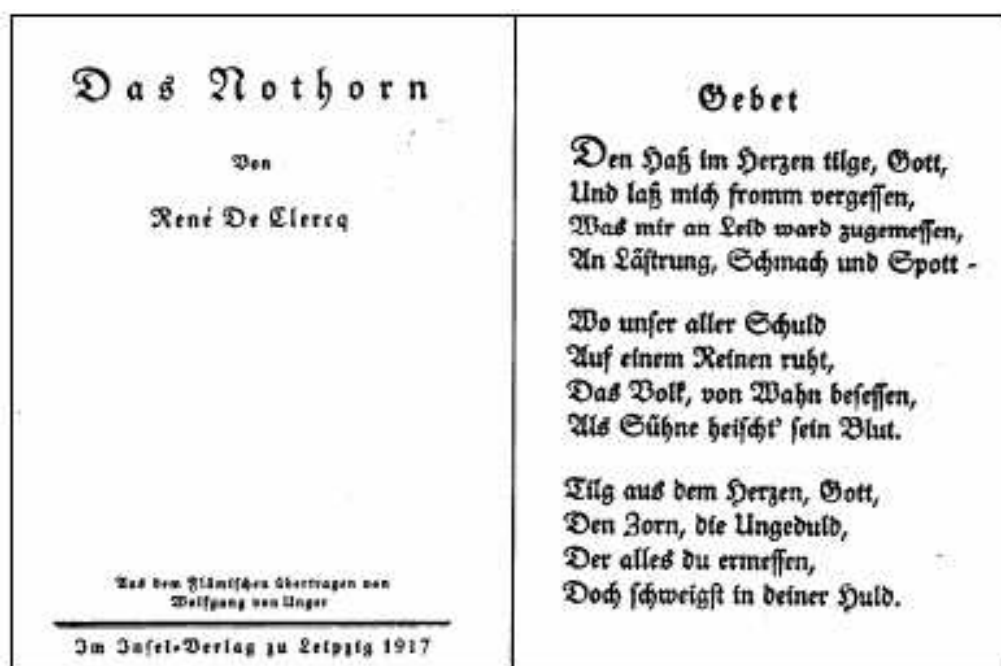 Das Nothorn
Von
René De Clercq
Aus dem Flämischen übertragen von
Wolfgang von Unger
Im Insel-Verlag zu Leipzig 1917
Gebet
Den Haß im Herzen tilge, Gott,
Und laß mich fromm vergessen,
Was mir an Leid ward zugemessen,
An Lästrung, Schmach und Spott -
Wo unser aller Schuld
Auf einem Reinen ruht,
Das Volk, von Wahn besessen,
Als Sühne heischt' sein Blut.
Tilg aus dem Herzen, Gott,
Den Zorn, die Ungeduld,
Der alles du ermessen,
Doch schweigst in deiner Huld.